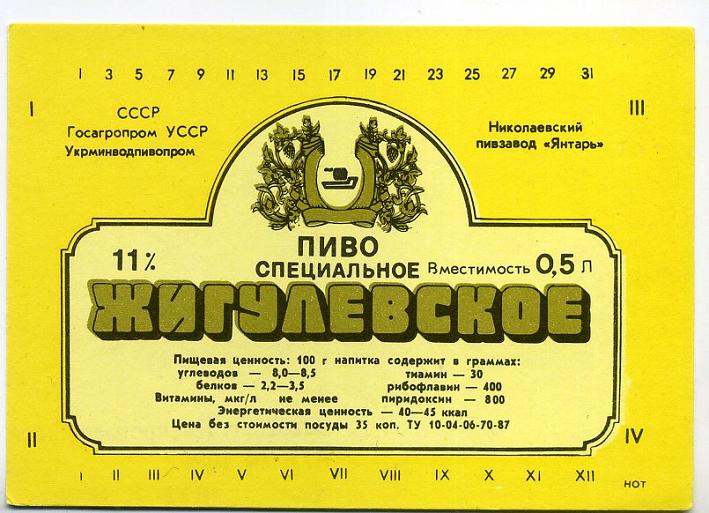 I 3 5 7 9 11 13 15 17 19 21 23 25 27 29 31
I
III
СССР
Госагропром УССР
Укрминводпивопром
Николаевский
пивзавод «Янтарь»
11%
ПИВО
СПЕЦИАЛЬНОЕ
Вместимость 0,5 л
ЖИГУЛЕВСКОЕ
Пищевая ценность: 100 г напитка содержит в граммах:
углеводов — 8,0—8,5 тиамин — 30
белков — 2,2—3,5 рибофлавин — 400
Витамины, мкг/л не менее пиридоксин — 800
Энергетическая ценность — 40—45 ккал
Цена без стоимости посуды 35 коп. ТУ 10-04-06-70-87
II
IV
I II III IV V VI VII VIII IX X XI XII
НОТ